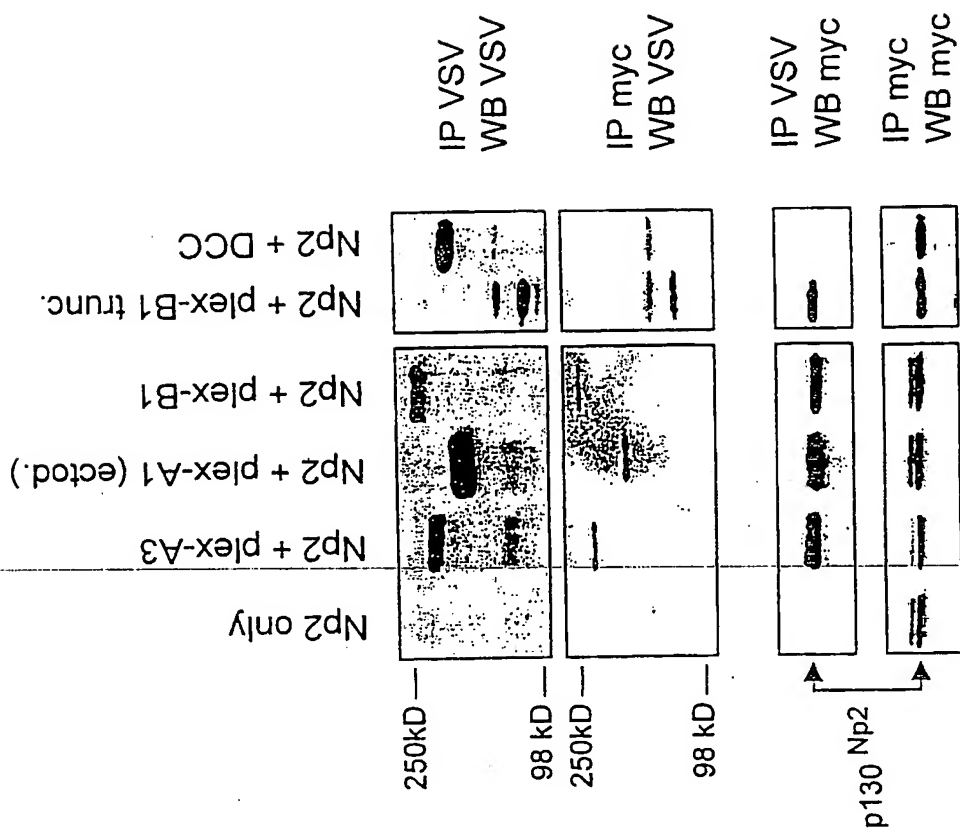 Np2 only
Np2 + plex-A3
Np2 + plex-A1 (ectod.)
Np2 + plex-B1
Np2 + plex-B1 trunc.
Np2 + DCC
250kD
98 kD
IP VSV
WB VSV
250kD
98 kD
IP myc
WB VSV
p130 Np2
IP VSV
WB myc
IP myc
WB myc